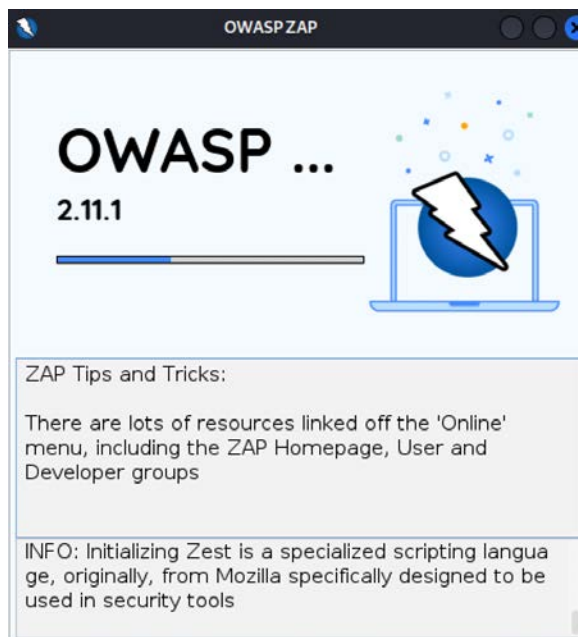 OWASP ZAP
OWASP ...
2.11.1
ZAP Tips and Tricks:
There are lots of resources linked off the 'Online'
menu, including the ZAP Homepage, User and
Developer groups
INFO: Initializing Zest is a specialized scripting langua
ge, originally, from Mozilla specifically designed to be
used in security tools